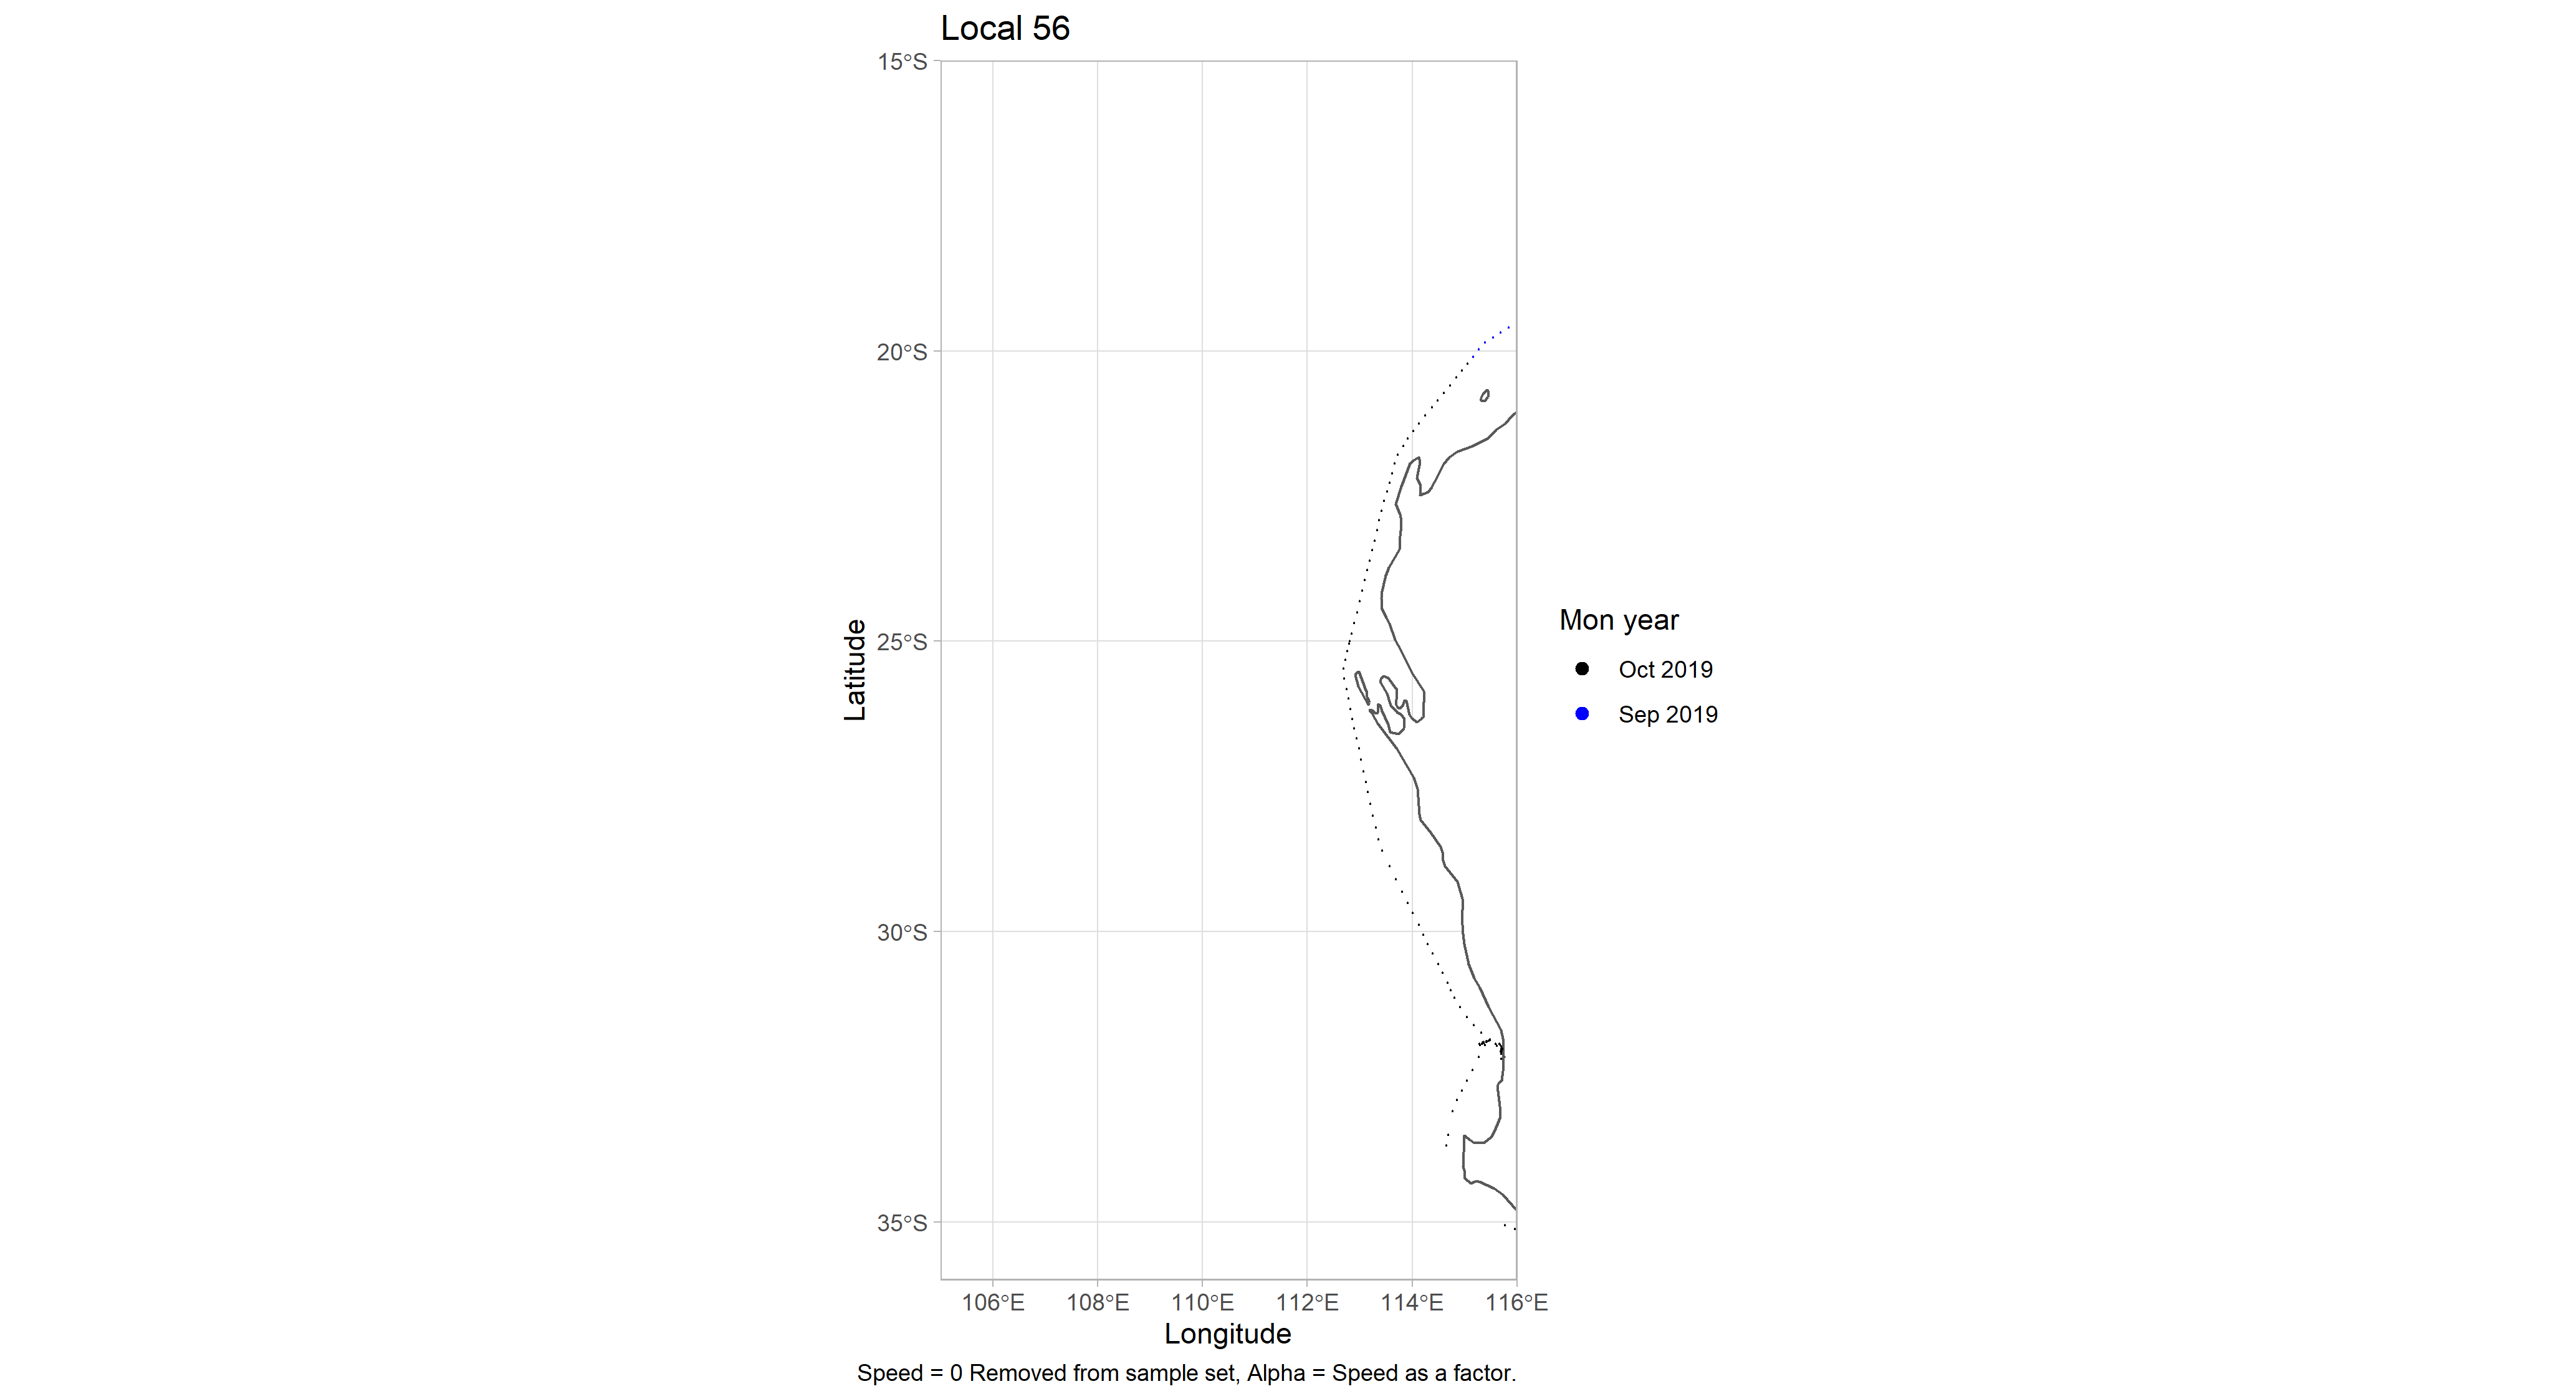 Local 56
15°S
20°S
25°S
30°S
35°S
Latitude
106°E 108°E 110°E 112°E 114°E 116°E
Longitude
Mon year
Oct 2019
Sep 2019
Speed = 0 Removed from sample set, Alpha = Speed as a factor.